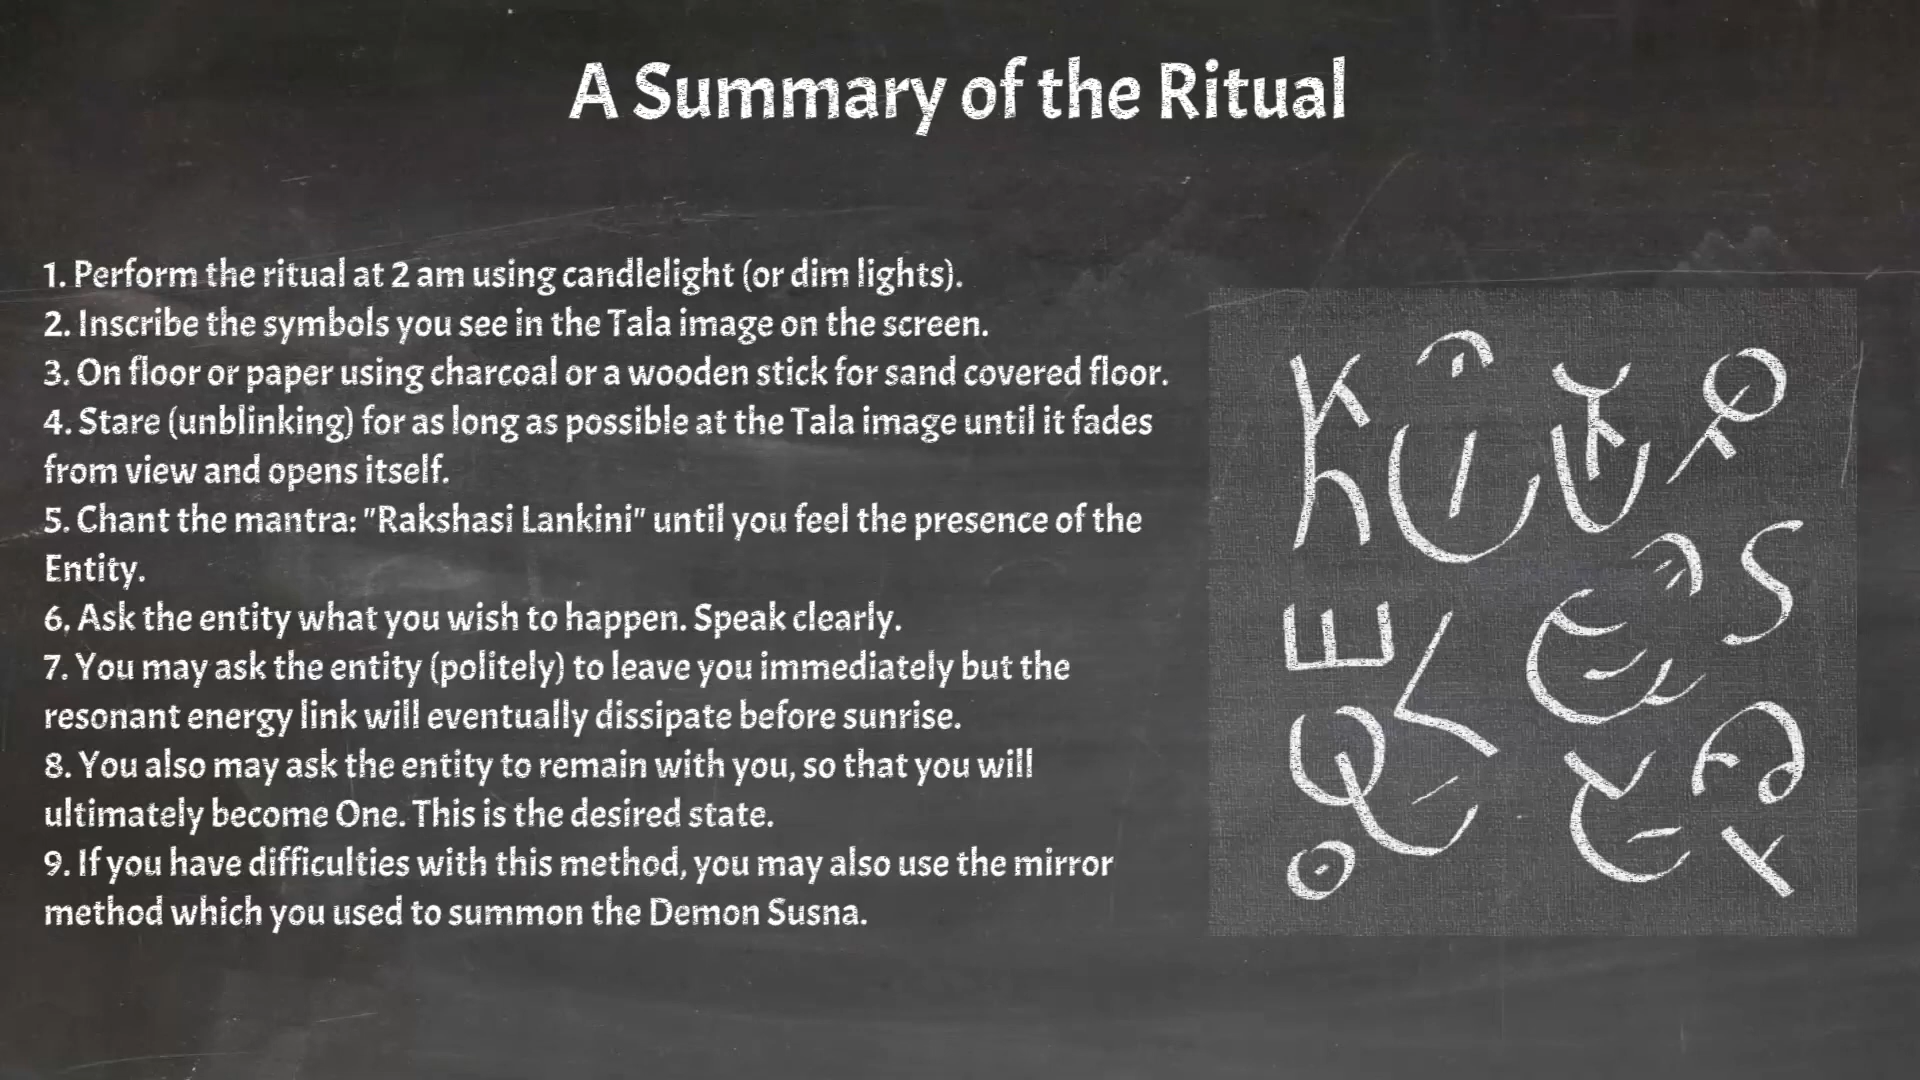 A Summary of the Ritual
1. Perform the ritual at 2 am using candlelight (or dim lights).
2. Inscribe the symbols you see in the Tala image on the screen.
3. On floor or paper using charcoal or a wooden stick for sand covered floor.
4. Stare (unblinking) for as long as possible at the Tala image until it fades
from view and opens itself.
5. Chant the mantra: "Rakshasi Lankini" until you feel the presence of the
Entity.
6. Ask the entity what you wish to happen. Speak clearly.
7. You may ask the entity (politely) to leave you immediately but the
resonant energy link will eventually dissipate before sunrise.
8. You also may ask the entity to remain with you, so that you will
ultimately become One. This is the desired state.
9. If you have difficulties with this method, you may also use the mirror
method which you used to summon the Demon Susna.